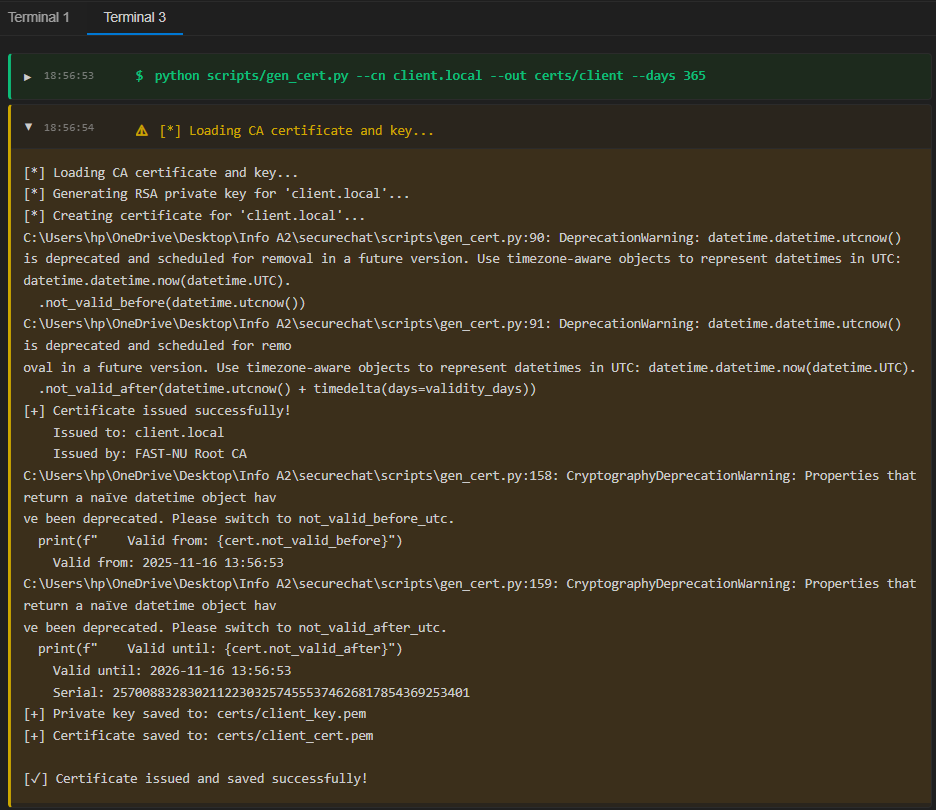 Terminal 1
Terminal 3
18:56:53 $ python scripts/gen_cert.py --cn client.local --out certs/client --days 365
18:56:54 [*] Loading CA certificate and key...
[*] Loading CA certificate and key...
[*] Generating RSA private key for 'client.local'...
[*] Creating certificate for 'client.local'...
C:\Users\hp\OneDrive\Desktop\Info A2\securechat\scripts\gen_cert.py:90: DeprecationWarning: datetime.datetime.utcnow()
is deprecated and scheduled for removal in a future version. Use timezone-aware objects to represent datetimes in UTC:
datetime.datetime.now(datetime.UTC).
  .not_valid_before(datetime.utcnow())
C:\Users\hp\OneDrive\Desktop\Info A2\securechat\scripts\gen_cert.py:91: DeprecationWarning: datetime.datetime.utcnow()
is deprecated and scheduled for remo
oval in a future version. Use timezone-aware objects to represent datetimes in UTC: datetime.datetime.now(datetime.UTC).
  .not_valid_after(datetime.utcnow() + timedelta(days=validity_days))
[+] Certificate issued successfully!
    Issued to: client.local
    Issued by: FAST-NU Root CA
C:\Users\hp\OneDrive\Desktop\Info A2\securechat\scripts\gen_cert.py:158: CryptographyDeprecationWarning: Properties that
return a naïve datetime object hav
ve been deprecated. Please switch to not_valid_before_utc.
  print(f"    Valid from: {cert.not_valid_before}")
    Valid from: 2025-11-16 13:56:53
C:\Users\hp\OneDrive\Desktop\Info A2\securechat\scripts\gen_cert.py:159: CryptographyDeprecationWarning: Properties that
return a naïve datetime object hav
ve been deprecated. Please switch to not_valid_after_utc.
  print(f"    Valid until: {cert.not_valid_after}")
    Valid until: 2026-11-16 13:56:53
    Serial: 257008832830211223032574555374626817854369253401
[+] Private key saved to: certs/client_key.pem
[+] Certificate saved to: certs/client_cert.pem
[✓] Certificate issued and saved successfully!